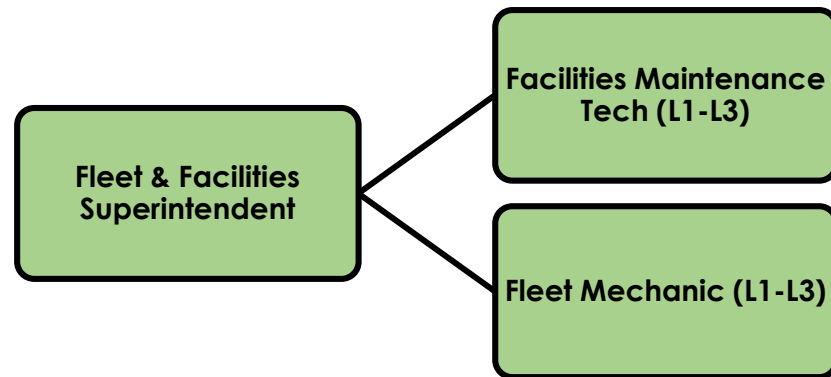 Fleet & Facilities
Superintendent
Facilities Maintenance
Tech (L1-L3)
Fleet Mechanic (L1-L3)